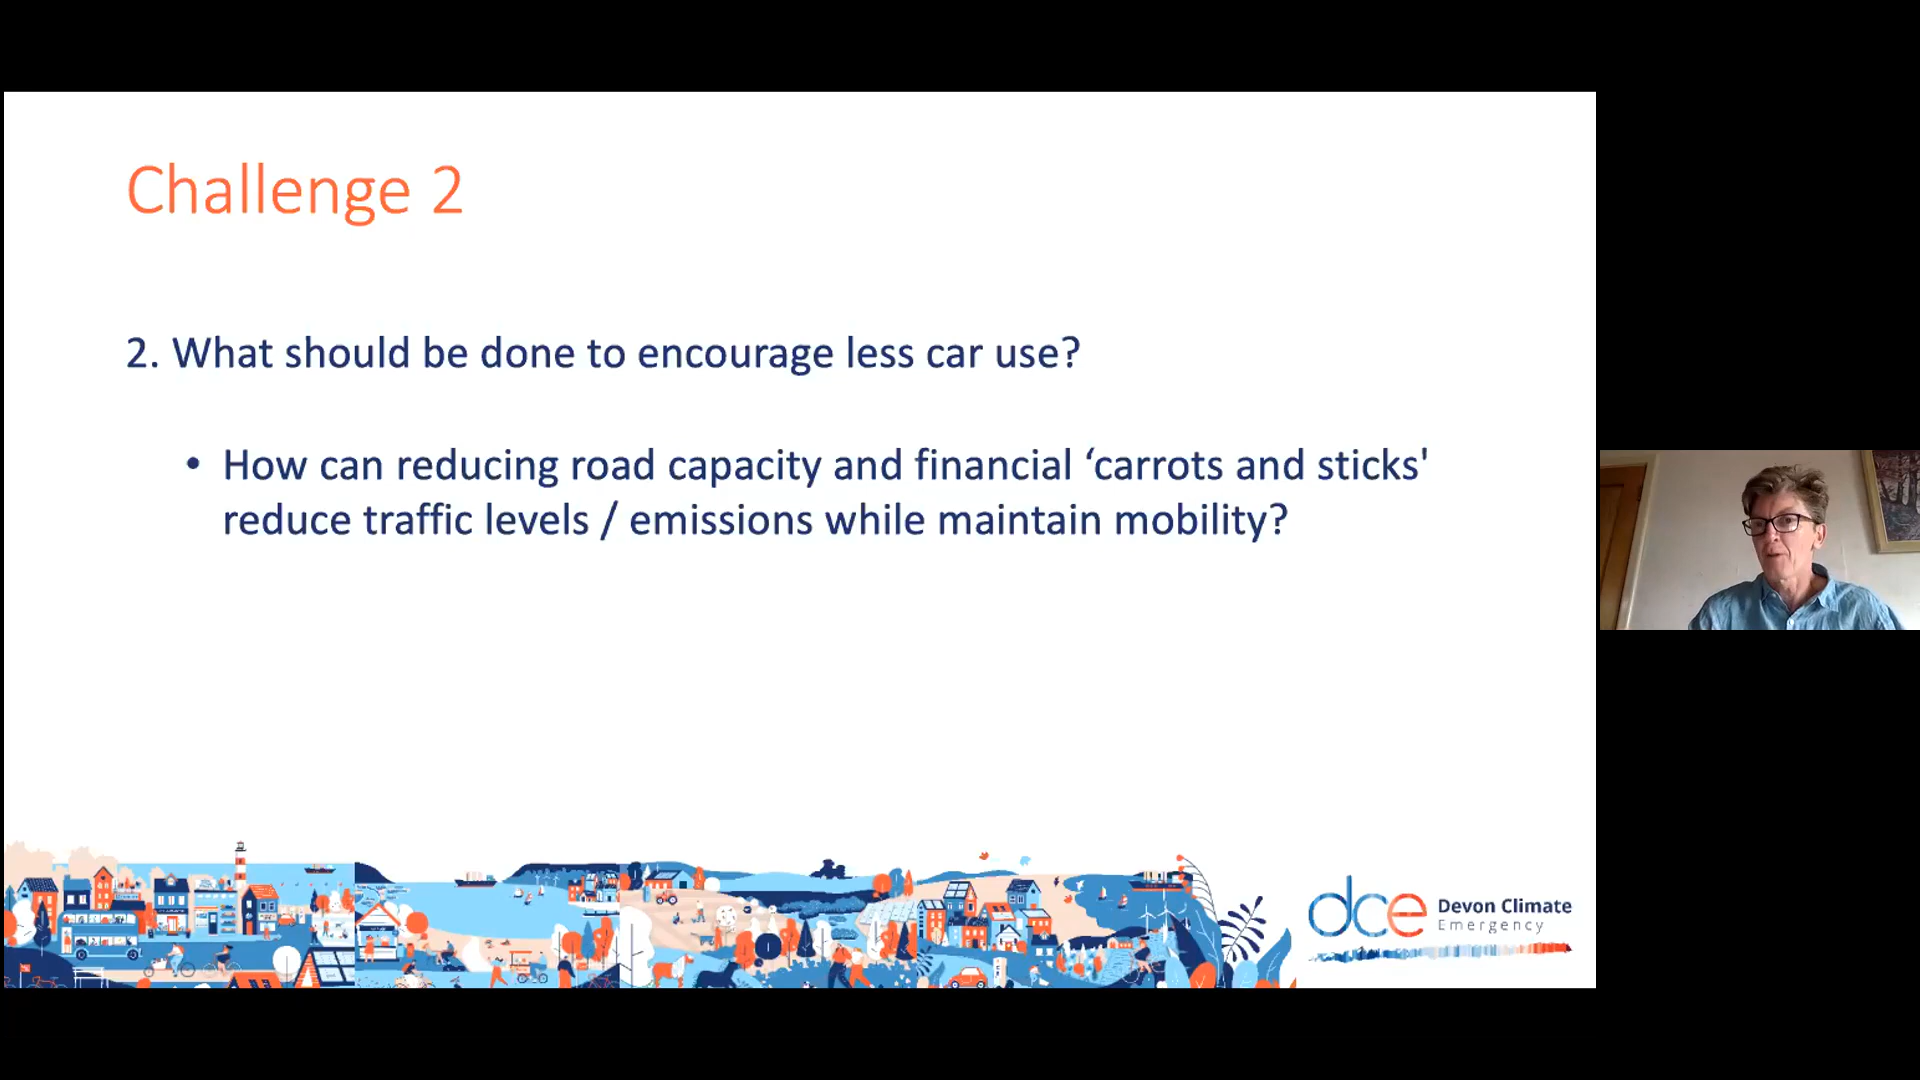 Challenge 2
2. What should be done to encourage less car use?
• How can reducing road capacity and financial ‘carrots and sticks'
reduce traffic levels / emissions while maintain mobility?
dce Devon Climate
Emergency